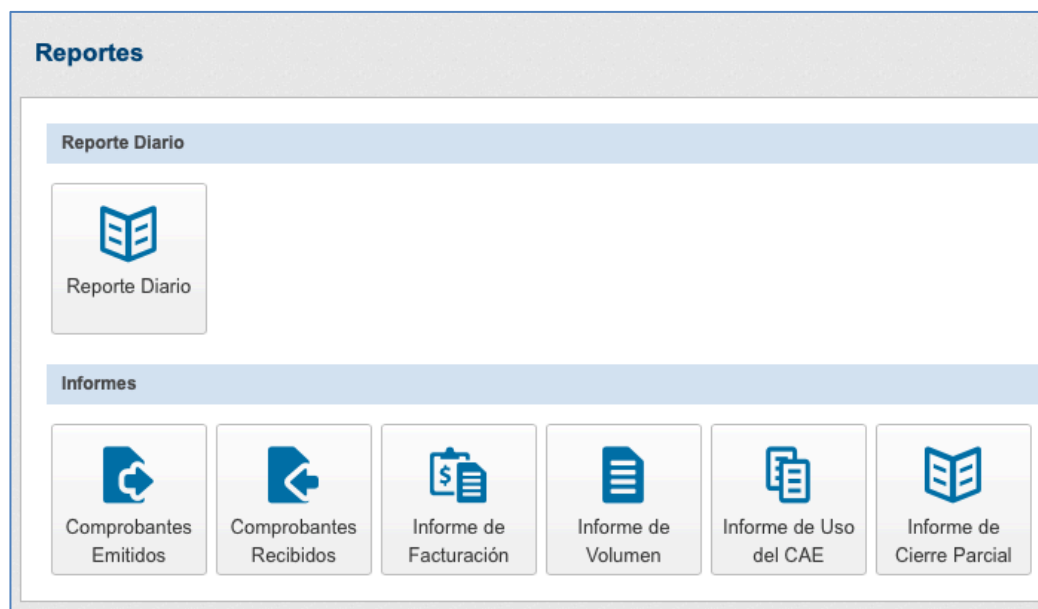 Reportes
Reporte Diario
Reporte Diario
Informes
Comprobantes
Emitidos
Comprobantes
Recibidos
Informe de
Facturación
Informe de
Volumen
Informe de Uso
del CAE
Informe de
Cierre Parcial